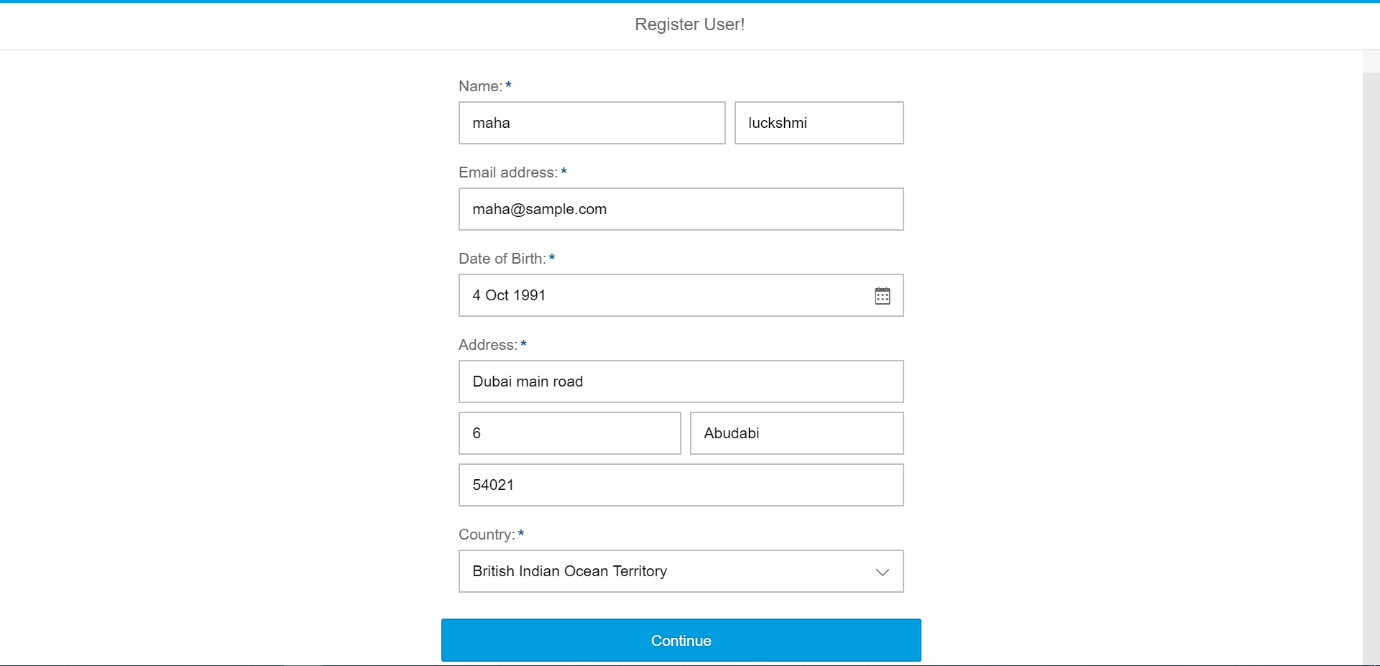 Register User!
Name: *
maha luckshmi
Email address: *
maha@sample.com
Date of Birth: *
4 Oct 1991
Address: *
Dubai main road
6 Abudabi
54021
Country: *
British Indian Ocean Territory
Continue